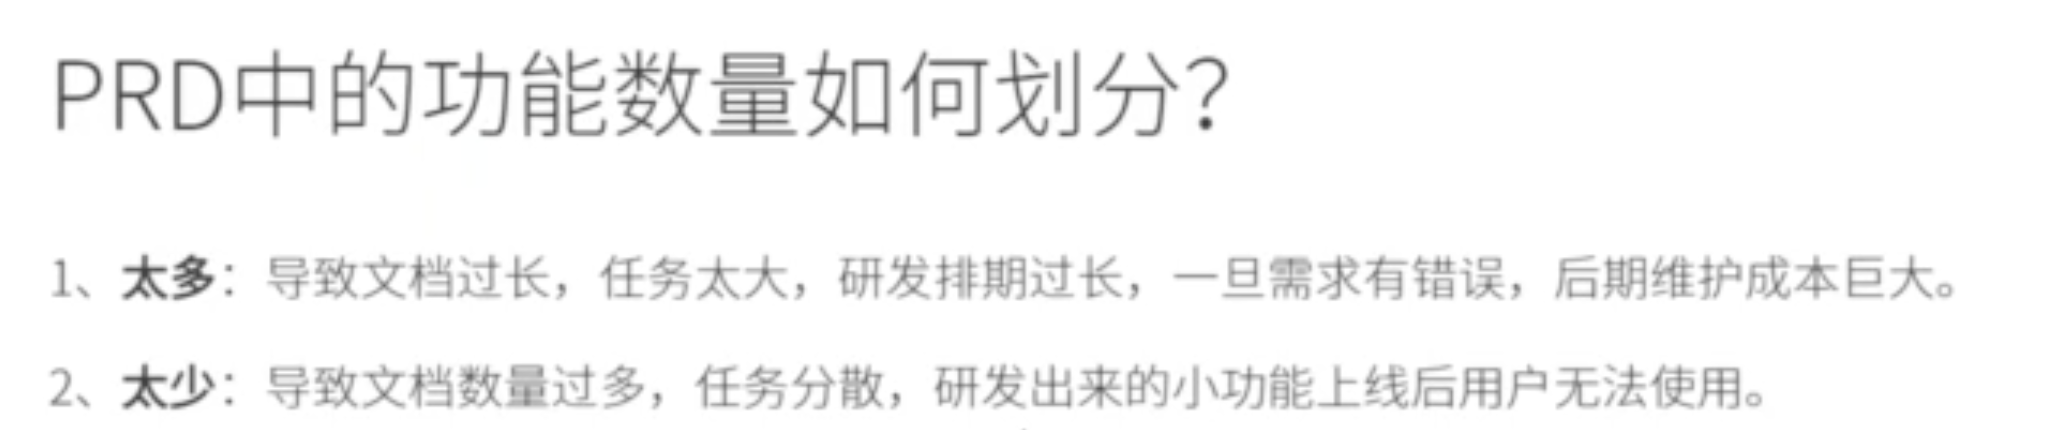 PRD中的功能数量如何划分？
1、太多：导致文档过长，任务太大，研发排期过长，一旦需求有错误，后期维护成本巨大。
2、太少：导致文档数量过多，任务分散，研发出来的小功能上线后用户无法使用。